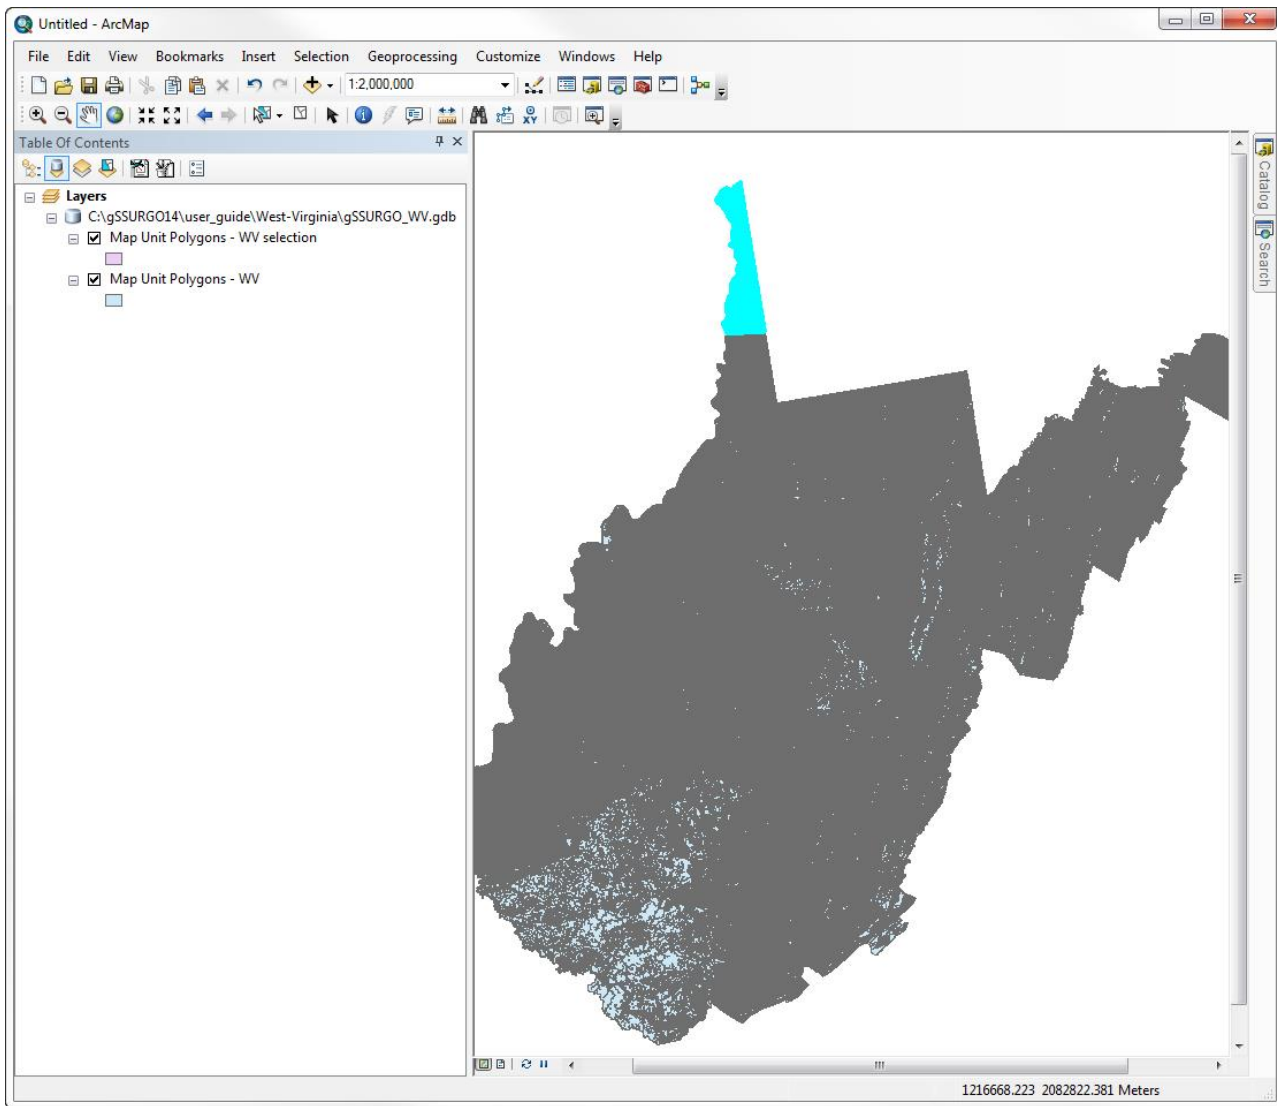 Untitled - ArcMap
File Edit View Bookmarks Insert Selection Geoprocessing Customize Windows Help
1:2,000,000
Table Of Contents
Layers
C:\gSSURGO14\user_guide\West-Virginia\gSSURGO_WV.gdb
Map Unit Polygons - WV selection
Map Unit Polygons - WV
Catalog
Search
1216668.223 2082822.381 Meters